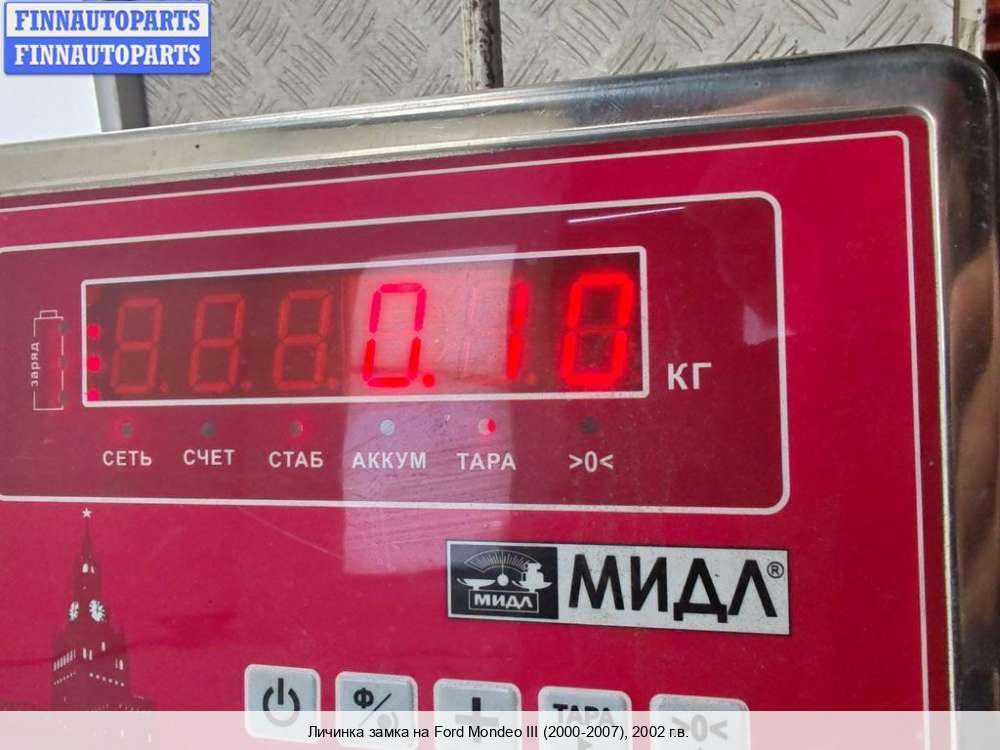 FINNAUTOPARTS
FINNAUTOPARTS
заряд
0.10
КГ
СЕТЬ СЧЕТ СТАБ АККУМ ТАРА >0<
МИДЛ
МИДЛ®
Ф
+
ТАРА
>0<
Личинка замка на Ford Mondeo III (2000-2007), 2002 г.в.